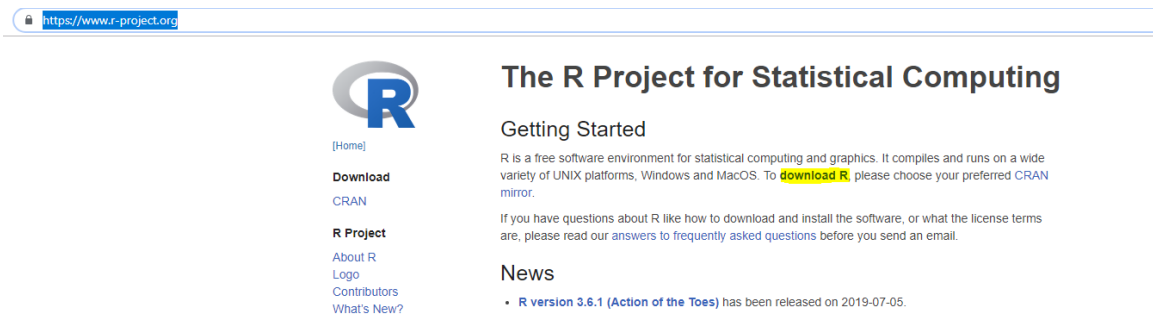 https://www.r-project.org
R
[Home]
Download
CRAN
R Project
About R
Logo
Contributors
What's New?
The R Project for Statistical Computing
Getting Started
R is a free software environment for statistical computing and graphics. It compiles and runs on a wide
variety of UNIX platforms, Windows and MacOS. To download R, please choose your preferred CRAN
mirror.
If you have questions about R like how to download and install the software, or what the license terms
are, please read our answers to frequently asked questions before you send an email.
News
• R version 3.6.1 (Action of the Toes) has been released on 2019-07-05.